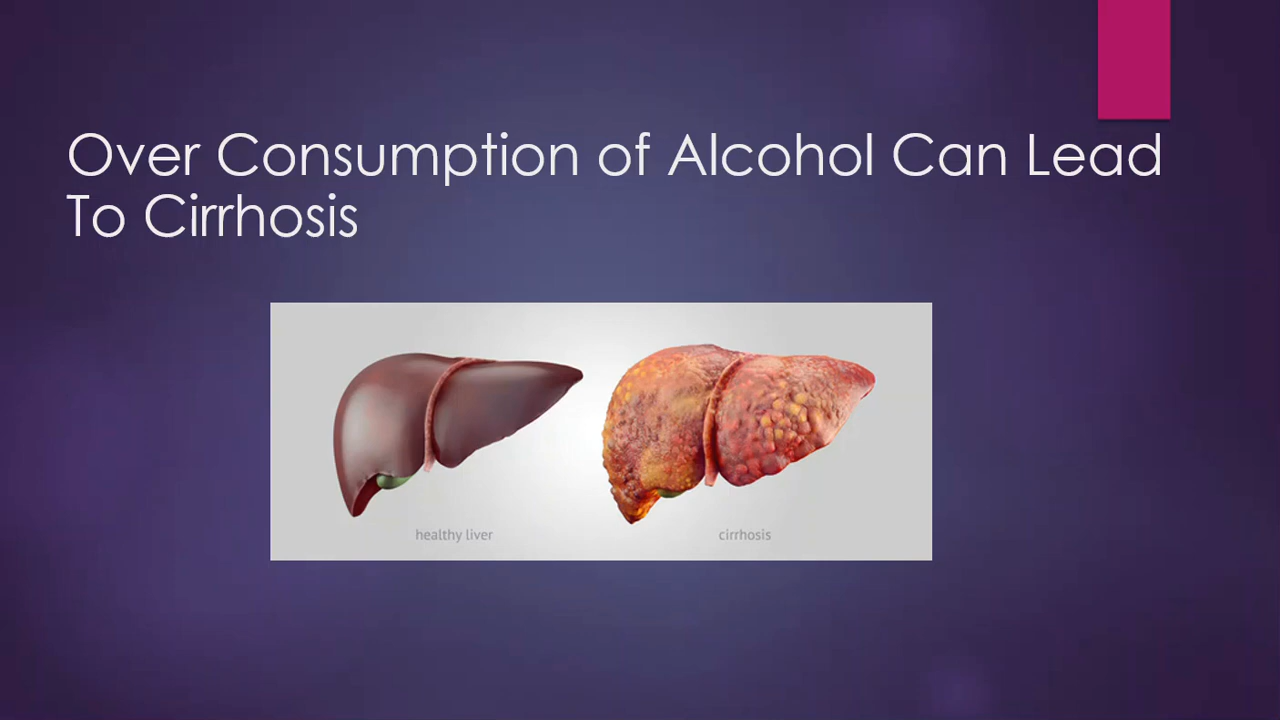 Over Consumption of Alcohol Can Lead
To Cirrhosis
healthy liver
cirrhosis